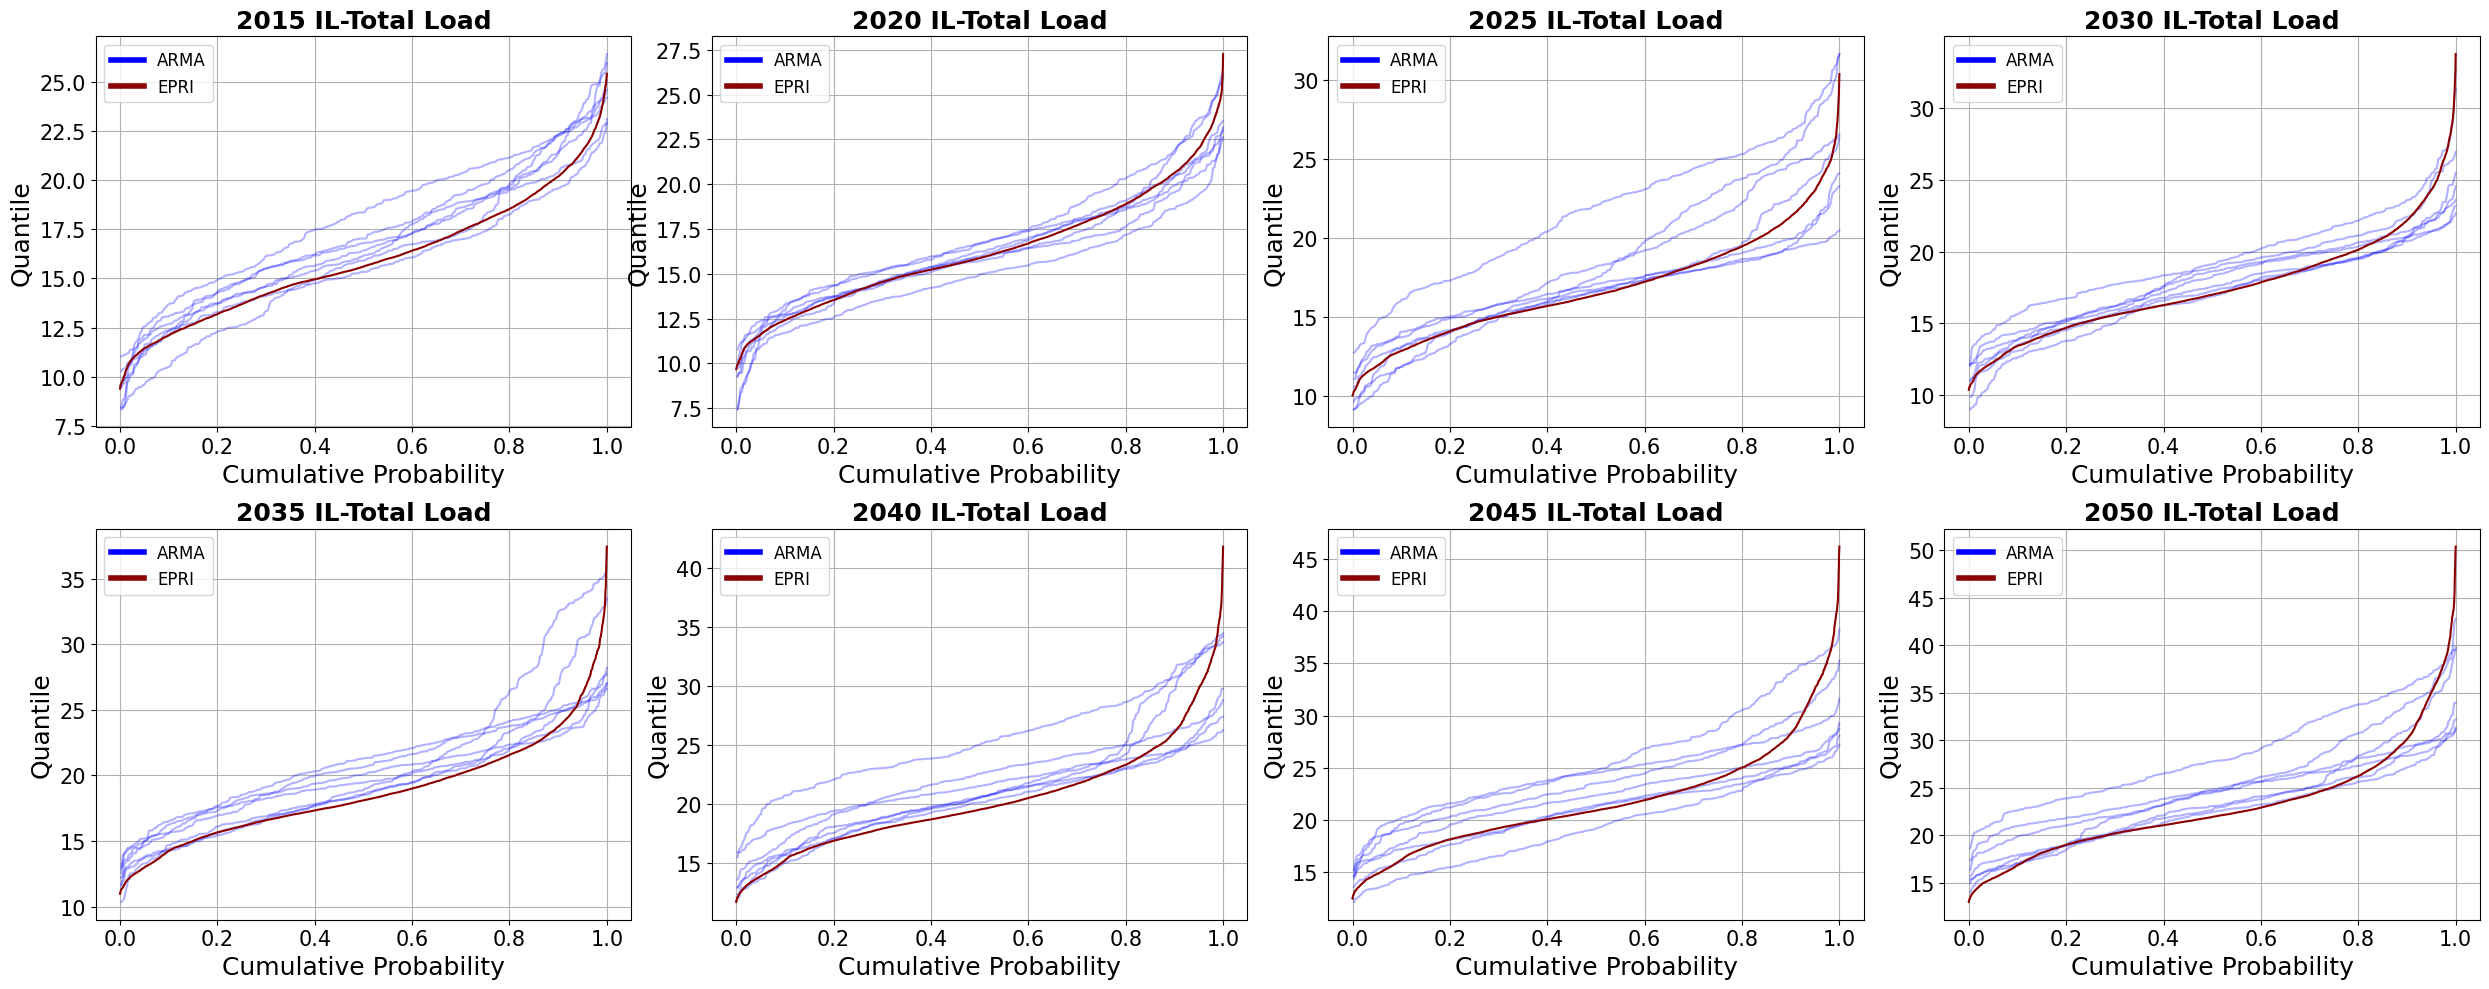 2015 IL-Total Load
ARMA
EPRI
Quantile
25.0
22.5
20.0
17.5
15.0
12.5
10.0
7.5
0.0 0.2 0.4 0.6 0.8 1.0
Cumulative Probability
2020 IL-Total Load
ARMA
EPRI
Quantile
27.5
25.0
22.5
20.0
17.5
15.0
12.5
10.0
7.5
0.0 0.2 0.4 0.6 0.8 1.0
Cumulative Probability
2025 IL-Total Load
ARMA
EPRI
Quantile
30
25
20
15
10
0.0 0.2 0.4 0.6 0.8 1.0
Cumulative Probability
2030 IL-Total Load
ARMA
EPRI
Quantile
30
25
20
15
10
0.0 0.2 0.4 0.6 0.8 1.0
Cumulative Probability
2035 IL-Total Load
ARMA
EPRI
Quantile
35
30
25
20
15
10
0.0 0.2 0.4 0.6 0.8 1.0
Cumulative Probability
2040 IL-Total Load
ARMA
EPRI
Quantile
40
35
30
25
20
15
0.0 0.2 0.4 0.6 0.8 1.0
Cumulative Probability
2045 IL-Total Load
ARMA
EPRI
Quantile
45
40
35
30
25
20
15
0.0 0.2 0.4 0.6 0.8 1.0
Cumulative Probability
2050 IL-Total Load
ARMA
EPRI
Quantile
50
45
40
35
30
25
20
15
0.0 0.2 0.4 0.6 0.8 1.0
Cumulative Probability